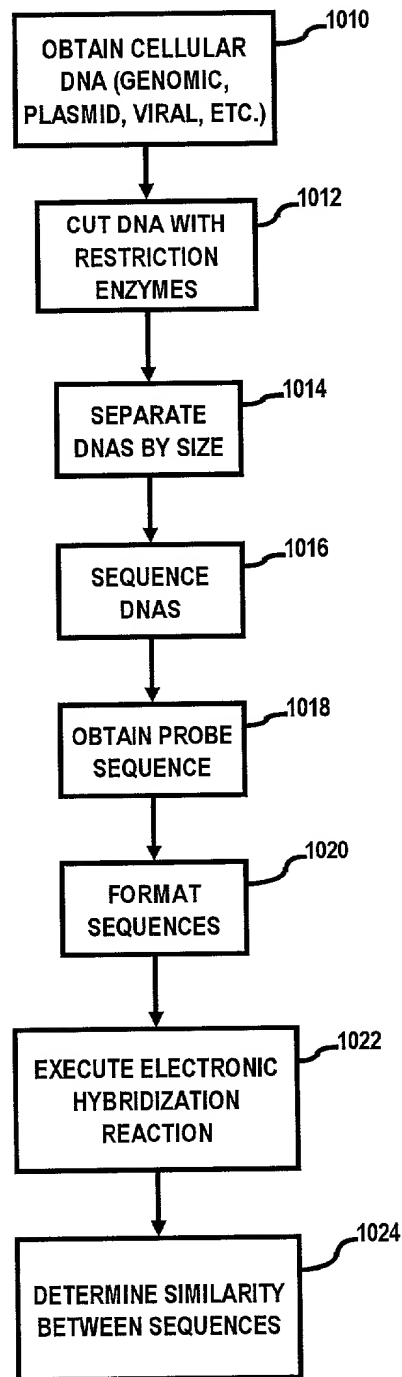 OBTAIN CELLULAR
DNA (GENOMIC,
PLASMID, VIRAL, ETC.)
1010
CUT DNA WITH
RESTRICTION
ENZYMES
1012
SEPARATE
DNAS BY SIZE
1014
SEQUENCE
DNAS
1016
OBTAIN PROBE
SEQUENCE
1018
FORMAT
SEQUENCES
1020
EXECUTE ELECTRONIC
HYBRIDIZATION
REACTION
1022
DETERMINE SIMILARITY
BETWEEN SEQUENCES
1024